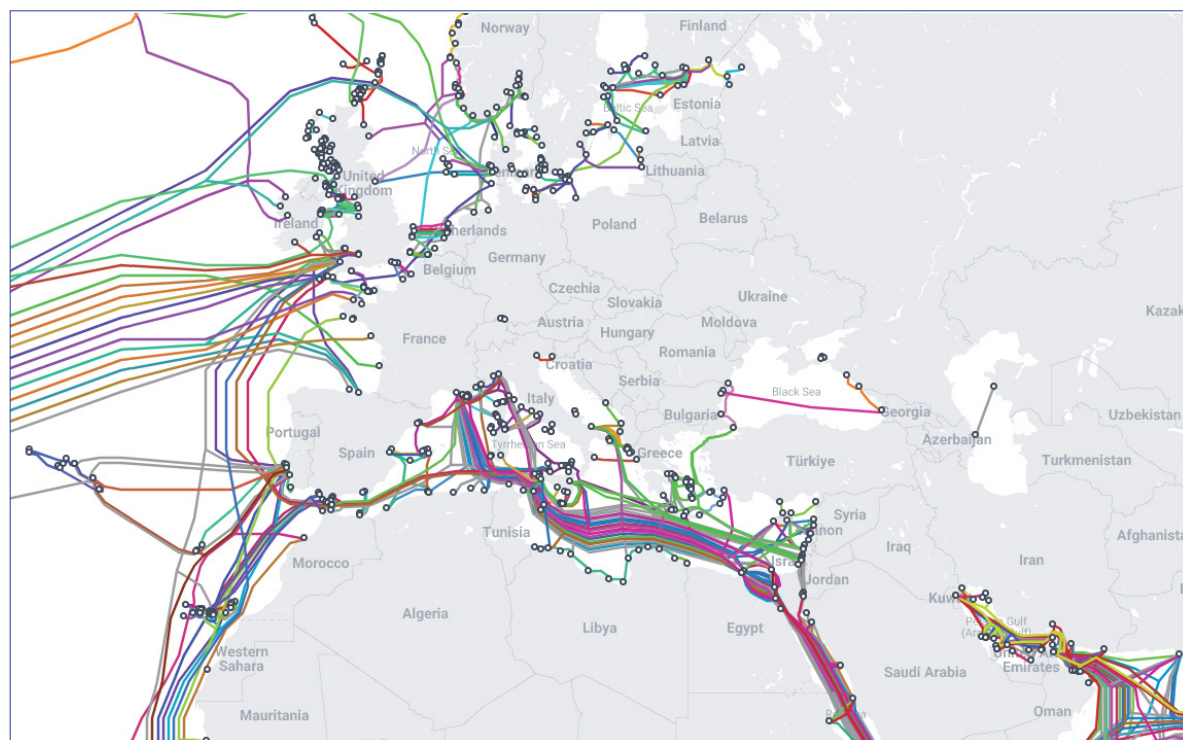 Norway
Finland
Estonia
Baltic Sea
Latvia
North Sea
Lithuania
United
Kingdom
Ireland
Poland
Belarus
Germany
Belgium
Czechia
Slovakia
Ukraine
Kazak
France
Austria
Hungary
Moldova
Romania
Croatia
Serbia
Black Sea
Italy
Bulgaria
Georgia
Uzbekistan
Portugal
Spain
Tyrrhenian Sea
Greece
Türkiye
Azerbaijan
Turkmenistan
Tunisia
Syria
Iraq
Iran
Afghanista
Morocco
Jordan
Algeria
Libya
Egypt
Western
Sahara
Saudi Arabia
Emirates
Mauritania
Oman